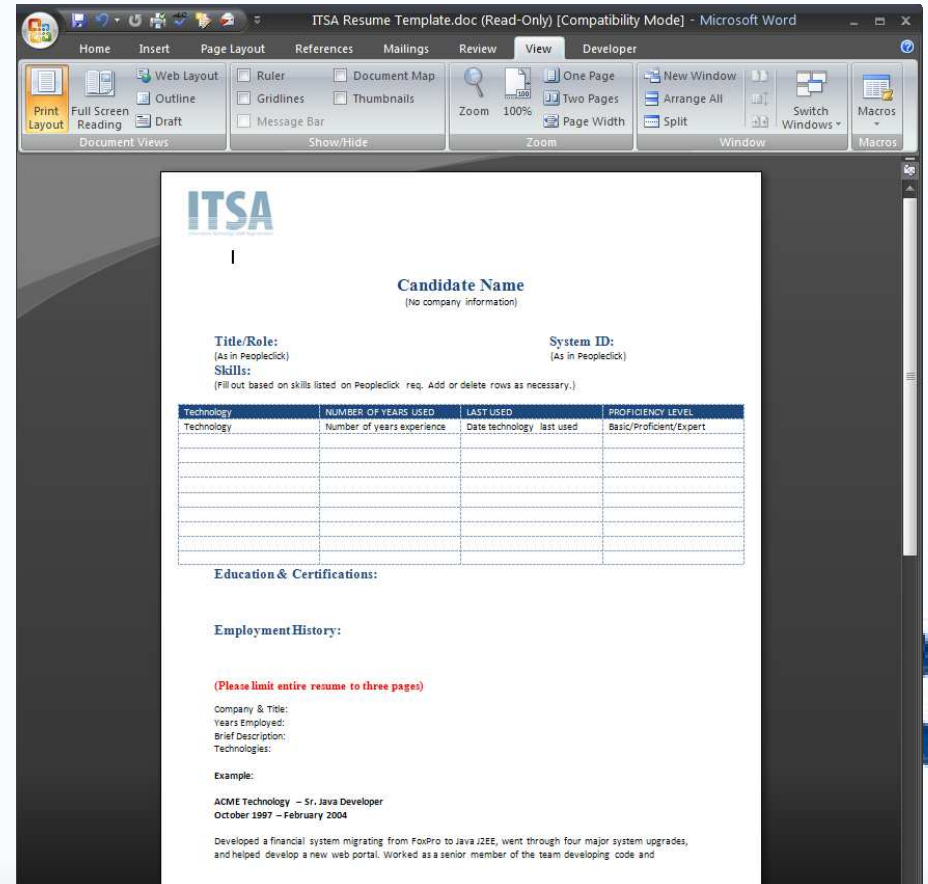 ITSA Resume Template.doc (Read-Only) [Compatibility Mode] - Microsoft Word
Home Insert Page Layout References Mailings Review View Developer
Print Layout
Full Screen Reading
Web Layout
Outline
Draft
Document Views
Ruler
Gridlines
Message Bar
Document Map
Thumbnails
Show/Hide
Zoom
100%
One Page
Two Pages
Page Width
Zoom
New Window
Arrange All
Split
Switch Windows
Window
Macros
Macros
ITSA
Candidate Name
(No company information)
Title/Role: System ID:
(As in Peopleclick) (As in Peopleclick)
Skills:
(Fill out based on skills listed on Peopleclick req. Add or delete rows as necessary.)
Technology NUMBER OF YEARS USED LAST USED PROFICIENCY LEVEL
Technology Number of years experience Date technology last used Basic/Proficient/Expert
Education & Certifications:
Employment History:
(Please limit entire resume to three pages)
Company & Title:
Years Employed:
Brief Description:
Technologies:
Example:
ACME Technology – Sr. Java Developer
October 1997 – February 2004
Developed a financial system migrating from FoxPro to Java J2EE, went through four major system upgrades,
and helped develop a new web portal. Worked as a senior member of the team developing code and